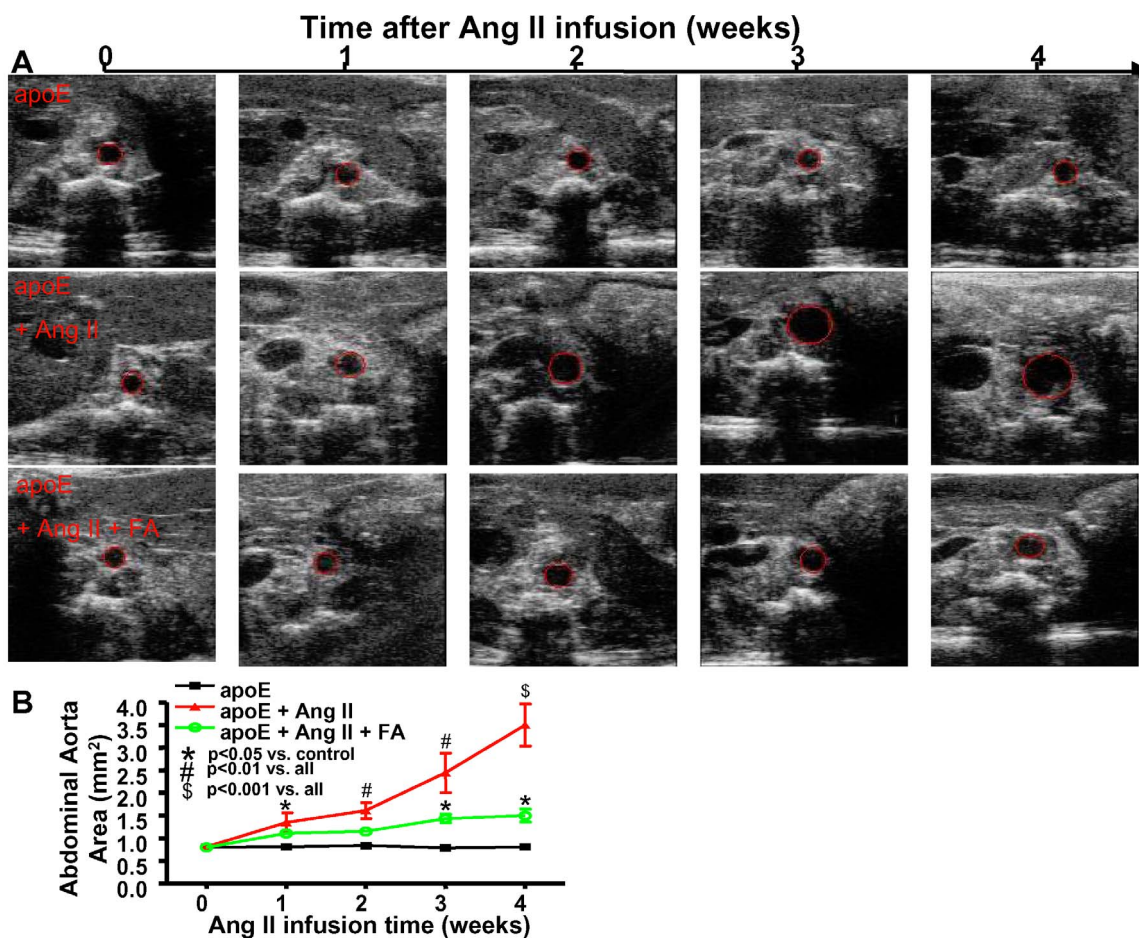 Time after Ang II infusion (weeks)
A
0 1 2 3 4
apoE
apoE
+ Ang II
apoE
+ Ang II + FA
B
Abdominal Aorta
Area (mm²)
4.0
3.5
3.0
2.5
2.0
1.5
1.0
0.5
0.0
apoE
apoE + Ang II
apoE + Ang II + FA
* p<0.05 vs. control
# p<0.01 vs. all
$ p<0.001 vs. all
* # # $
* *
0 1 2 3 4
Ang II infusion time (weeks)